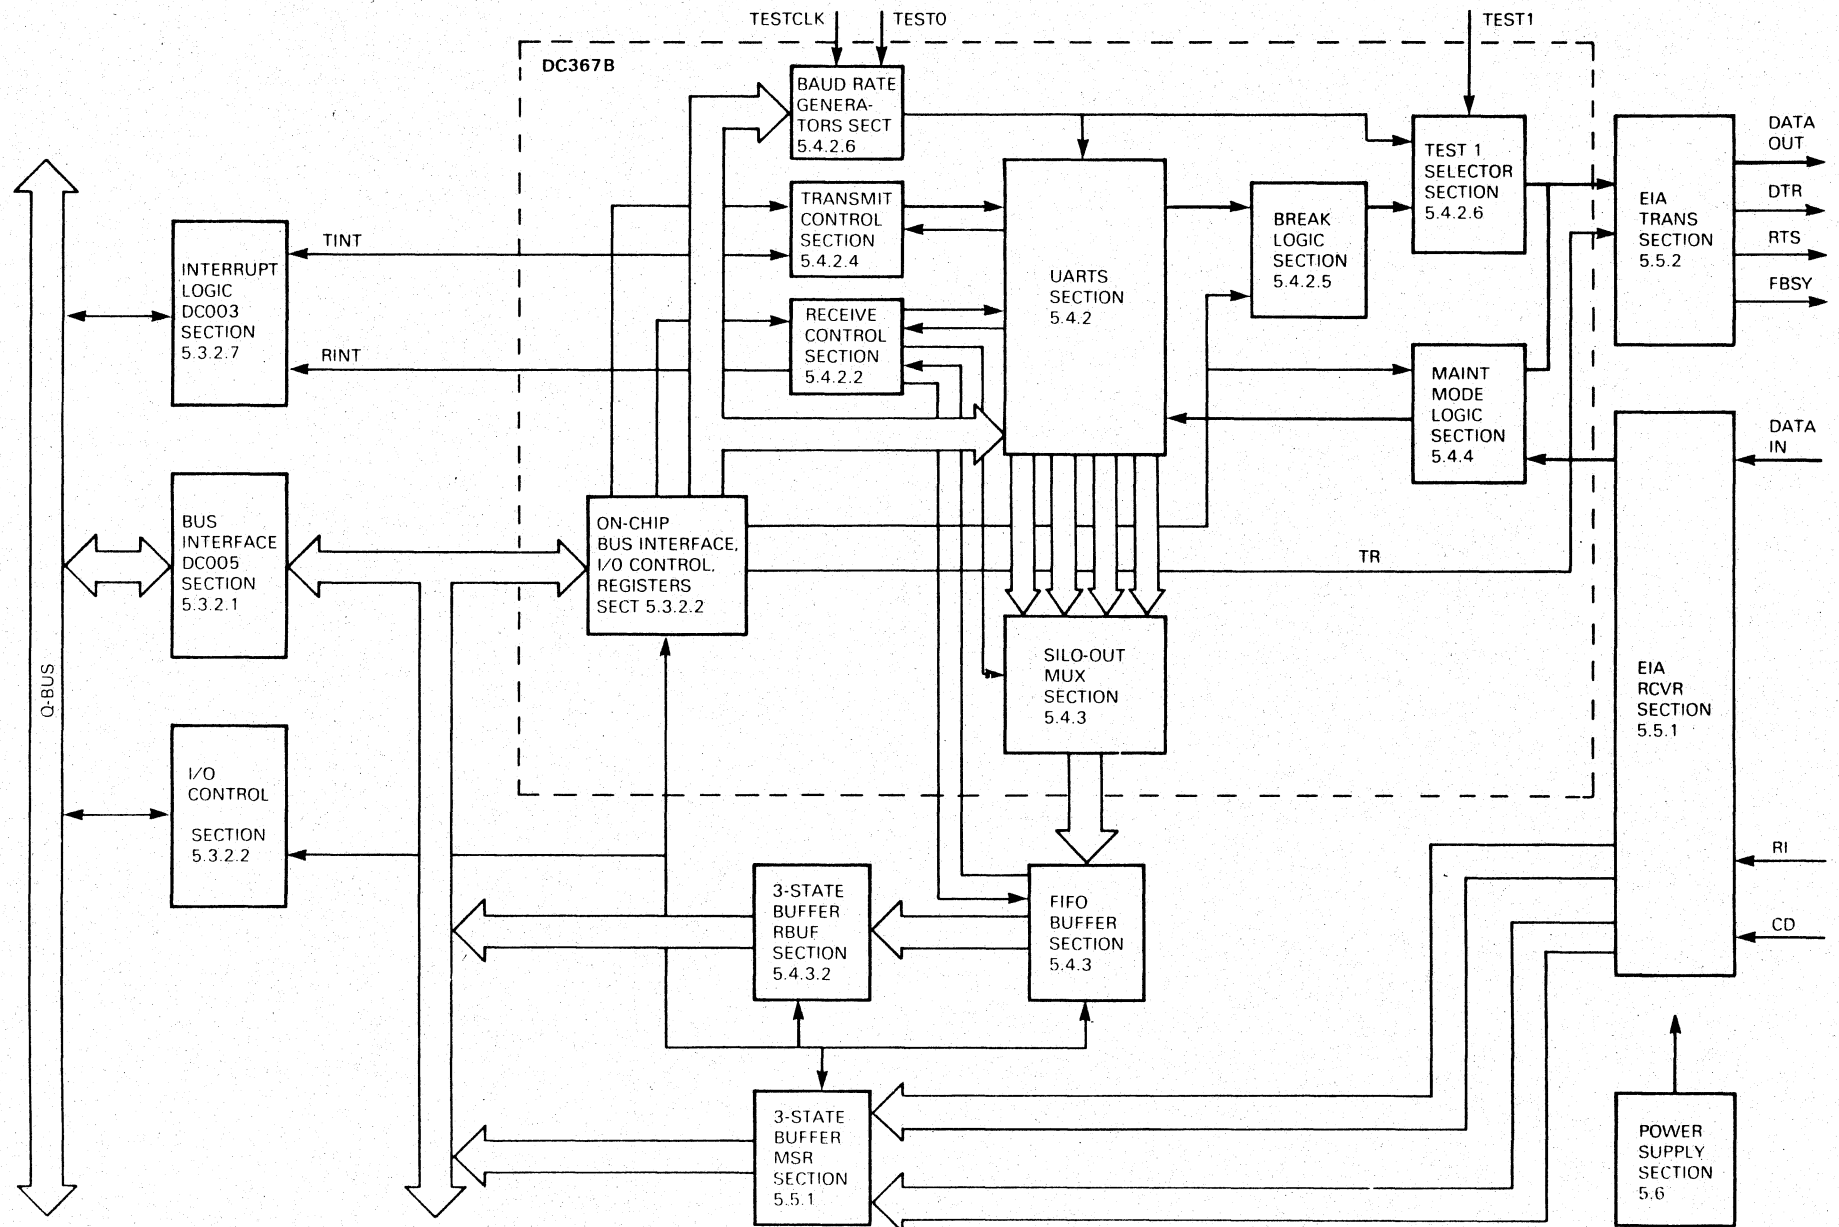 TESTCLK
TEST0
TEST1
DC367B
BAUD RATE
GENERA-
TORS SECT
5.4.2.6
TRANSMIT
CONTROL
SECTION
5.4.2.4
RECEIVE
CONTROL
SECTION
5.4.2.2
UARTS
SECTION
5.4.2
BREAK
LOGIC
SECTION
5.4.2.5
TEST 1
SELECTOR
SECTION
5.4.2.6
EIA
TRANS
SECTION
5.5.2
DATA
OUT
DTR
RTS
FBSY
TINT
RINT
INTERRUPT
LOGIC
DC003
SECTION
5.3.2.7
MAINT
MODE
LOGIC
SECTION
5.4.4
DATA
IN
BUS
INTERFACE
DC005
SECTION
5.3.2.1
ON-CHIP
BUS INTERFACE,
I/O CONTROL,
REGISTERS
SECT 5.3.2.2
TR
Q-BUS
SILO-OUT
MUX
SECTION
5.4.3
EIA
RCVR
SECTION
5.5.1
I/O
CONTROL
SECTION
5.3.2.2
RI
CD
3-STATE
BUFFER
RBUF
SECTION
5.4.3.2
FIFO
BUFFER
SECTION
5.4.3
3-STATE
BUFFER
MSR
SECTION
5.5.1
POWER
SUPPLY
SECTION
5.6